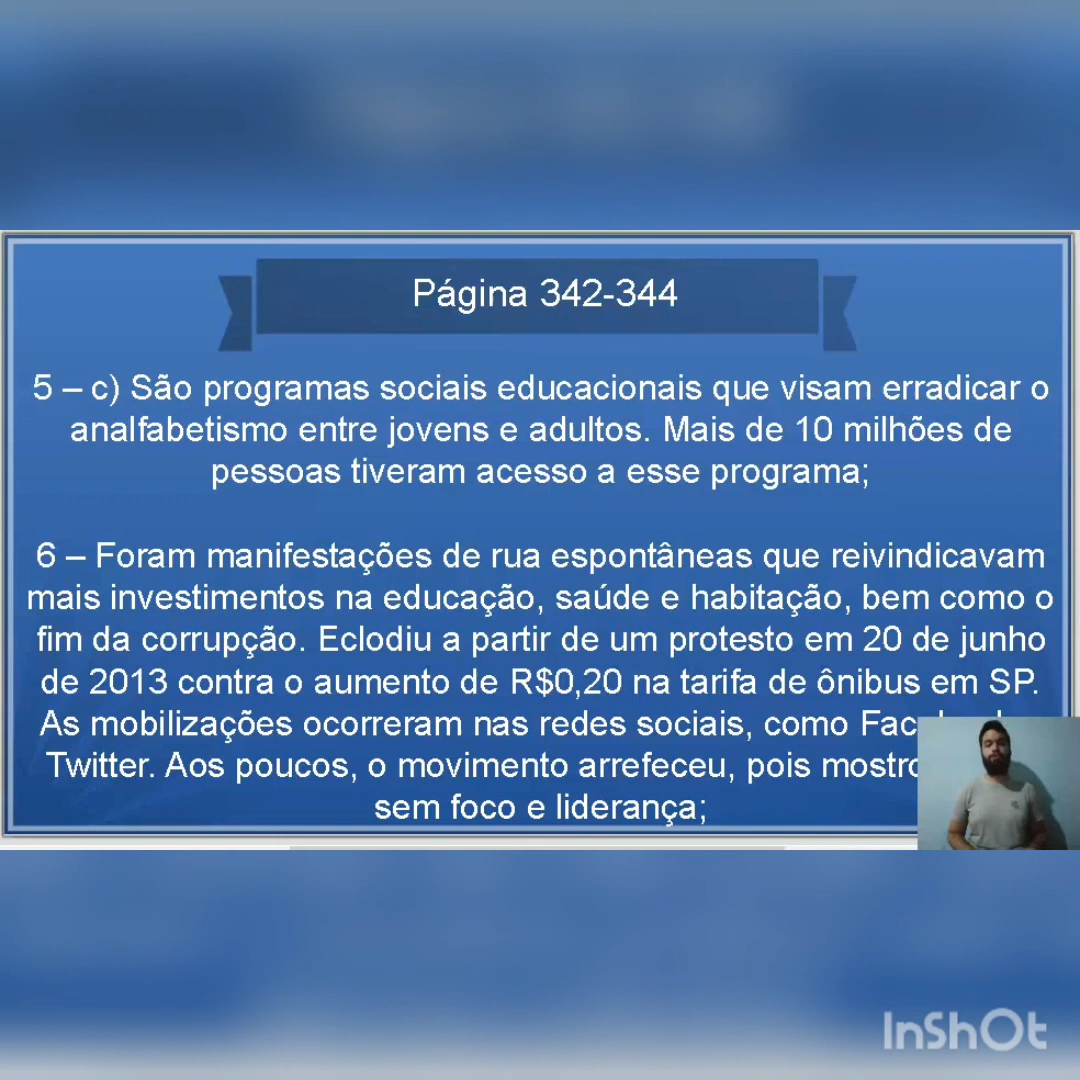 Página 342-344
5 – c) São programas sociais educacionais que visam erradicar o
analfabetismo entre jovens e adultos. Mais de 10 milhões de
pessoas tiveram acesso a esse programa;
6 – Foram manifestações de rua espontâneas que reivindicavam
mais investimentos na educação, saúde e habitação, bem como o
fim da corrupção. Eclodiu a partir de um protesto em 20 de junho
de 2013 contra o aumento de R$0,20 na tarifa de ônibus em SP.
As mobilizações ocorreram nas redes sociais, como
Twitter. Aos poucos, o movimento arrefeceu, pois
sem foco e liderança;
InShOt